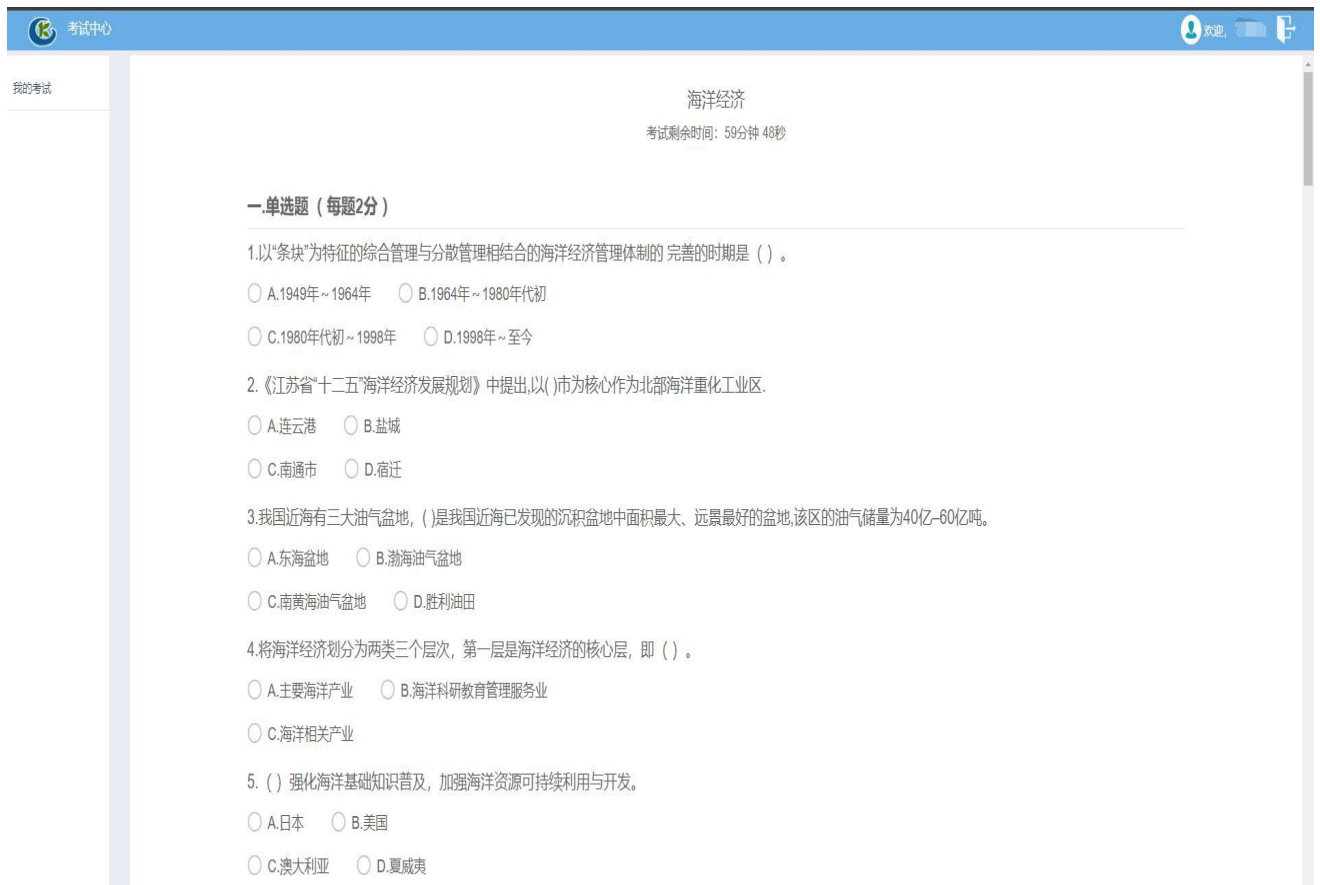 考试中心
欢迎,
我的考试
海洋经济
考试剩余时间：59分钟 48秒
一.单选题（每题2分）
1.以“条块”为特征的综合管理与分散管理相结合的海洋经济管理体制的 完善的时期是（ ）。
A.1949年~1964年 B.1964年~1980年代初
C.1980年代初~1998年 D.1998年~至今
2.《江苏省“十二五”海洋经济发展规划》中提出,以( )市为核心作为北部海洋重化工业区.
A.连云港 B.盐城
C.南通市 D.宿迁
3.我国近海有三大油气盆地，( )是我国近海已发现的沉积盆地中面积最大、远景最好的盆地,该区的油气储量为40亿–60亿吨。
A.东海盆地 B.渤海油气盆地
C.南黄海油气盆地 D.胜利油田
4.将海洋经济划分为两类三个层次，第一层是海洋经济的核心层，即（ ）。
A.主要海洋产业 B.海洋科研教育管理服务业
C.海洋相关产业
5.（ ）强化海洋基础知识普及，加强海洋资源可持续利用与开发。
A.日本 B.美国
C.澳大利亚 D.夏威夷